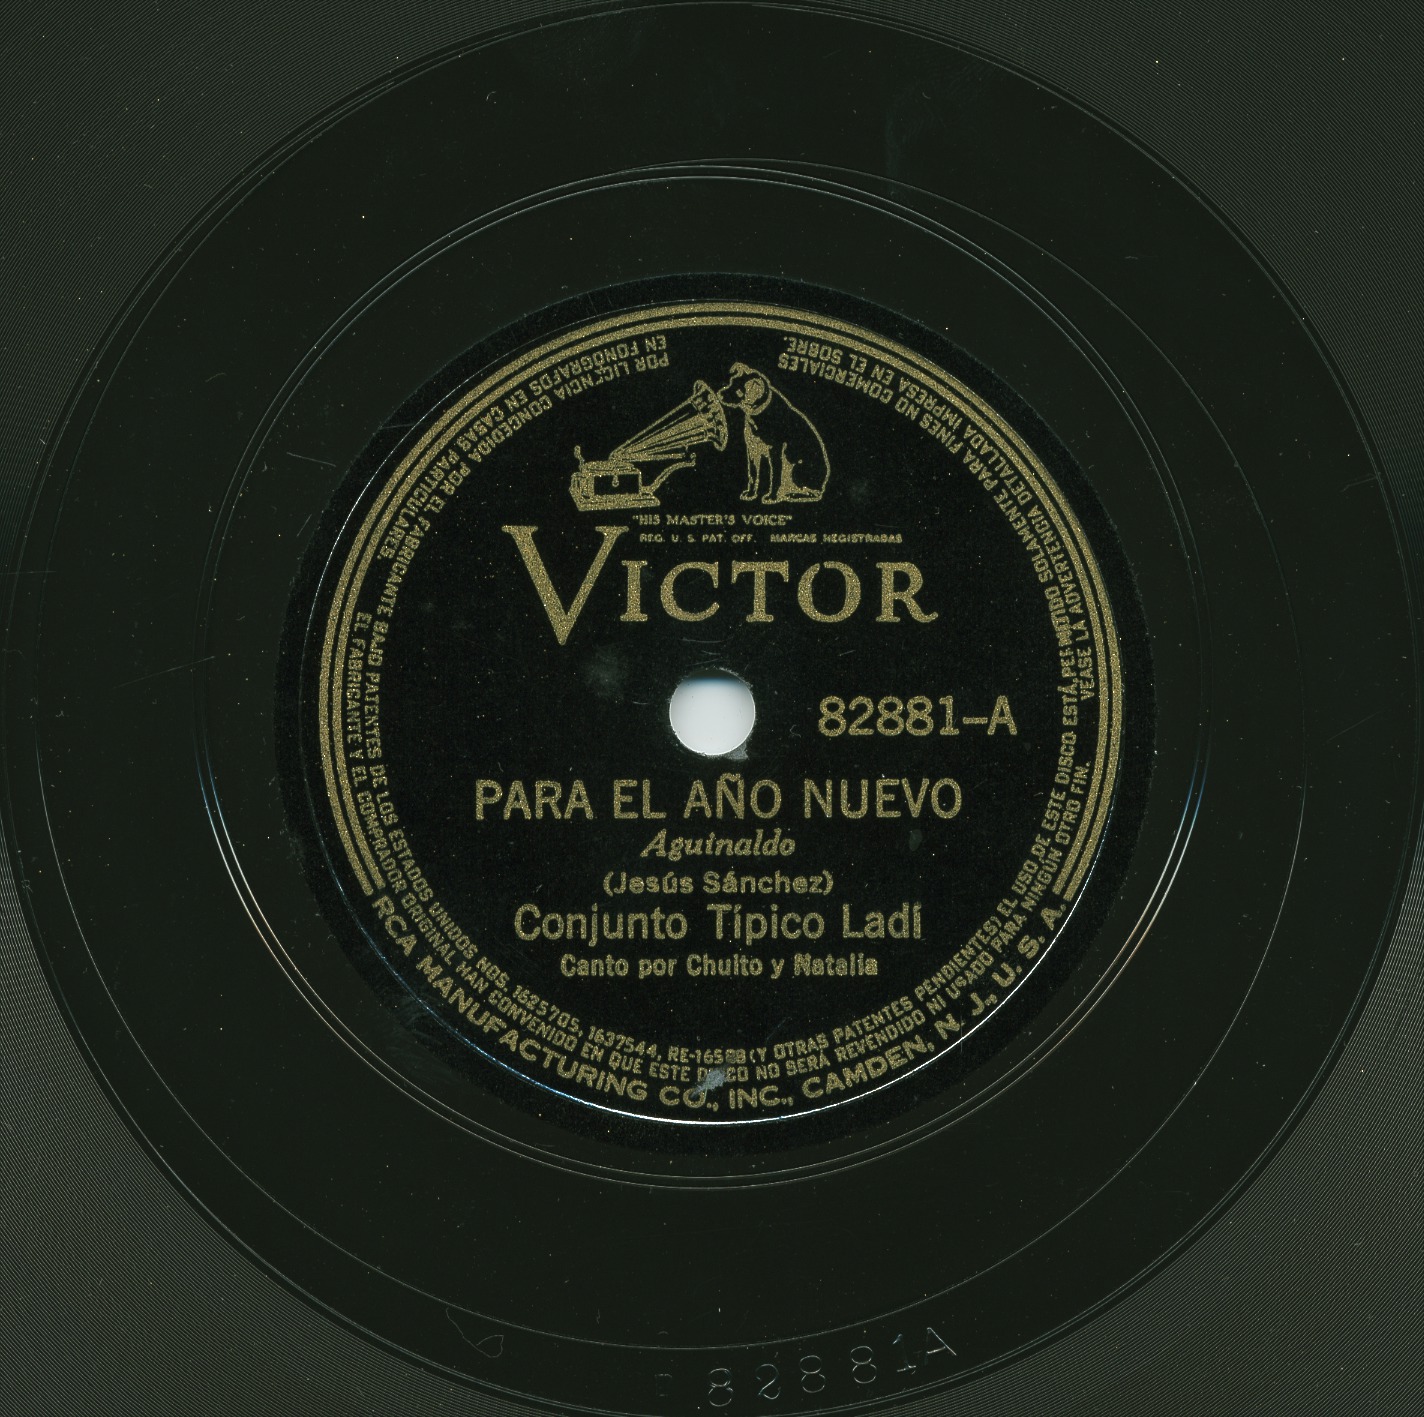 "HIS MASTER'S VOICE"
REG. U. S. PAT. OFF. MARCAS REGISTRADAS
VICTOR
82881–A
PARA EL AÑO NUEVO
Aguinaldo
(Jesús Sánchez)
Conjunto Típico Ladí
Canto por Chuito y Natalia
POR LICENCIA CONCEDIDA POR EL FABRICANTE BAJO PATENTES DE LOS ESTADOS UNIDOS NOS. 1625705, 1637544, RE-16588 (Y OTRAS PATENTES PENDIENTES) EL USO DE ESTE DISCO ESTÁ PERMITIDO SOLAMENTE PARA FINES NO COMERCIALES
EN FONOGRAFOS EN CASAS PARTICULARES. EL FABRICANTE Y EL COMPRADOR ORIGINAL HAN CONVENIDO EN QUE ESTE DISCO NO SERÁ REVENDIDO NI USADO PARA NINGÚN OTRO FIN. VEASE LA ADVERTENCIA DETALLADA IMPRESA EN EL SOBRE.
RCA MANUFACTURING CO., INC., CAMDEN, N. J., U. S. A.
82881A